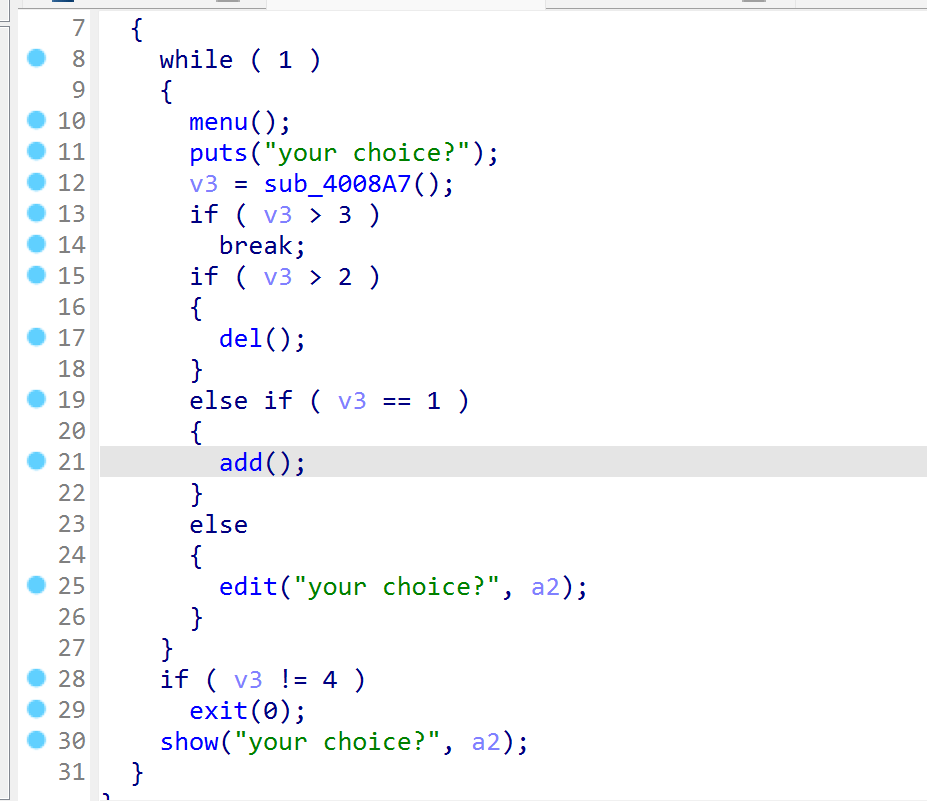 7 {
8 while ( 1 )
9 {
10 menu();
11 puts("your choice?");
12 v3 = sub_4008A7();
13 if ( v3 > 3 )
14 break;
15 if ( v3 > 2 )
16 {
17 del();
18 }
19 else if ( v3 == 1 )
20 {
21 add();
22 }
23 else
24 {
25 edit("your choice?", a2);
26 }
27 }
28 if ( v3 != 4 )
29 exit(0);
30 show("your choice?", a2);
31 }